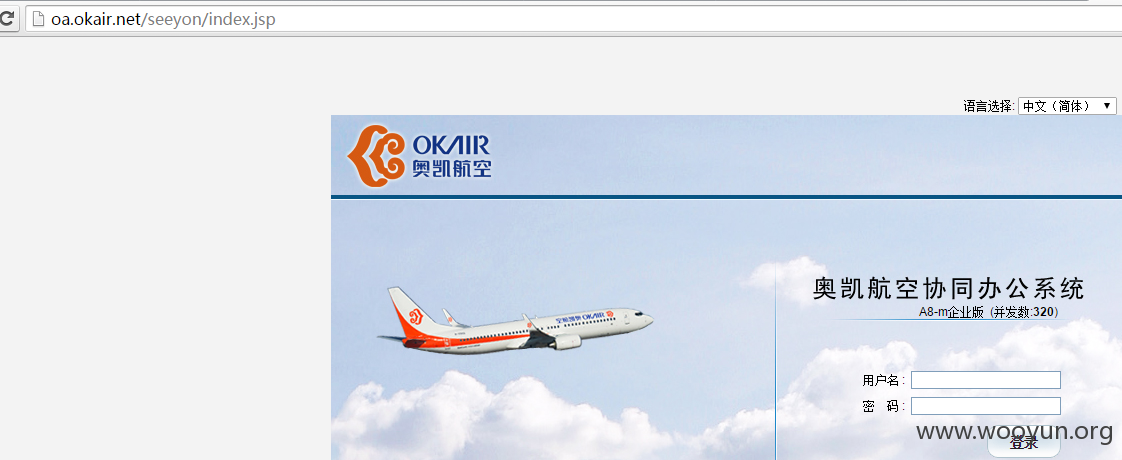 oa.okair.net/seeyon/index.jsp
语言选择: 中文（简体）
OKAIR
奥凯航空
奥凯航空协同办公系统
A8-m企业版 (并发数:320)
用户名:
密 码:
www.wooyun.org
登录